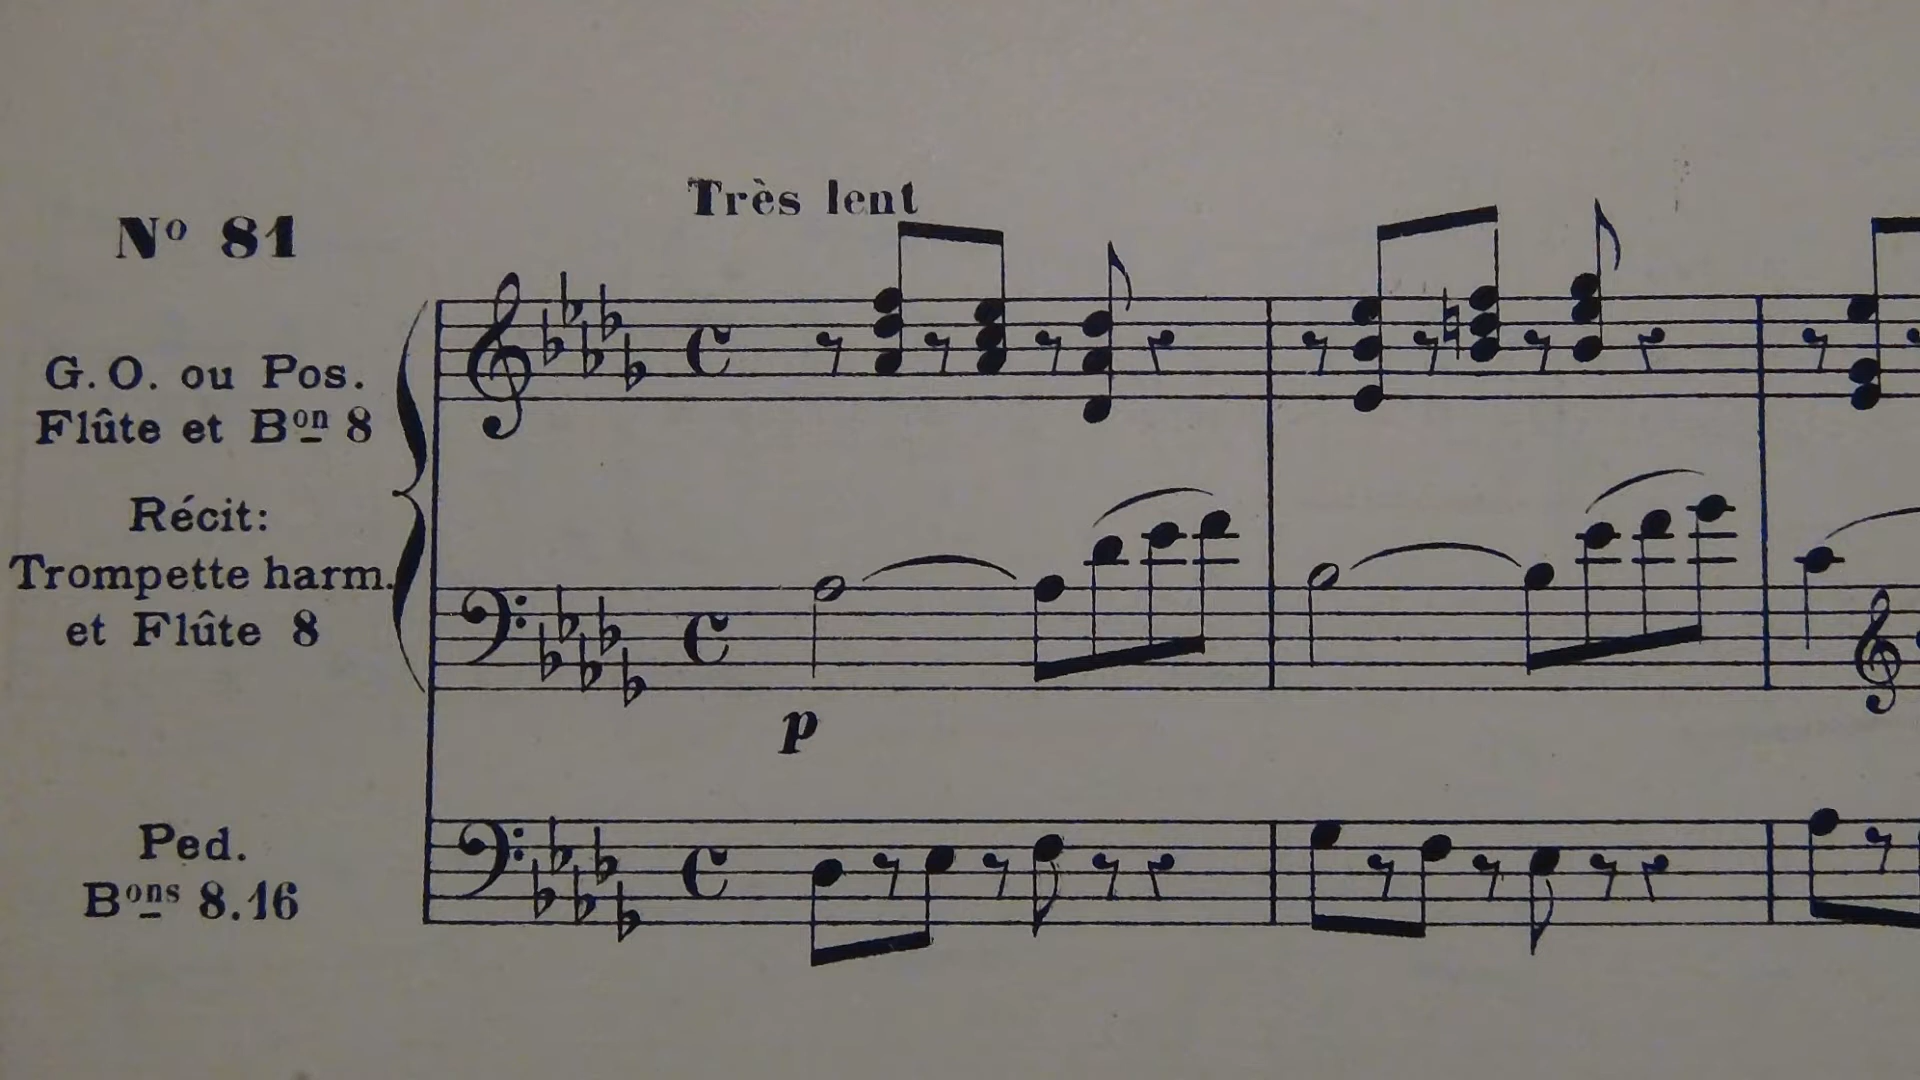 Très lent
Nº 81
G. O. ou Pos.
Flûte et Bon 8
Récit:
Trompette harm.
et Flûte 8
p
Ped.
Bons 8.16